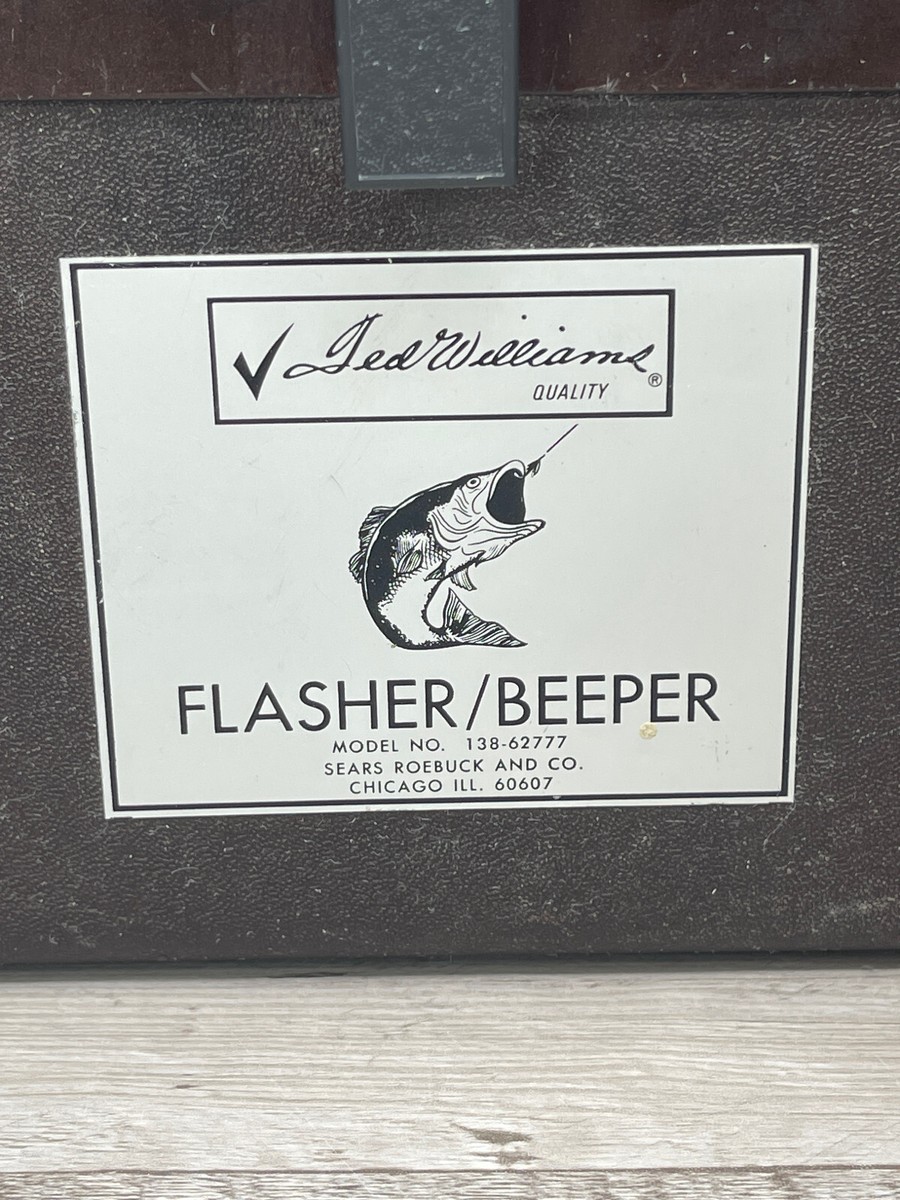 ✓ Ted Williams ®
QUALITY
FLASHER/BEEPER
MODEL NO. 138-62777
SEARS ROEBUCK AND CO.
CHICAGO ILL. 60607